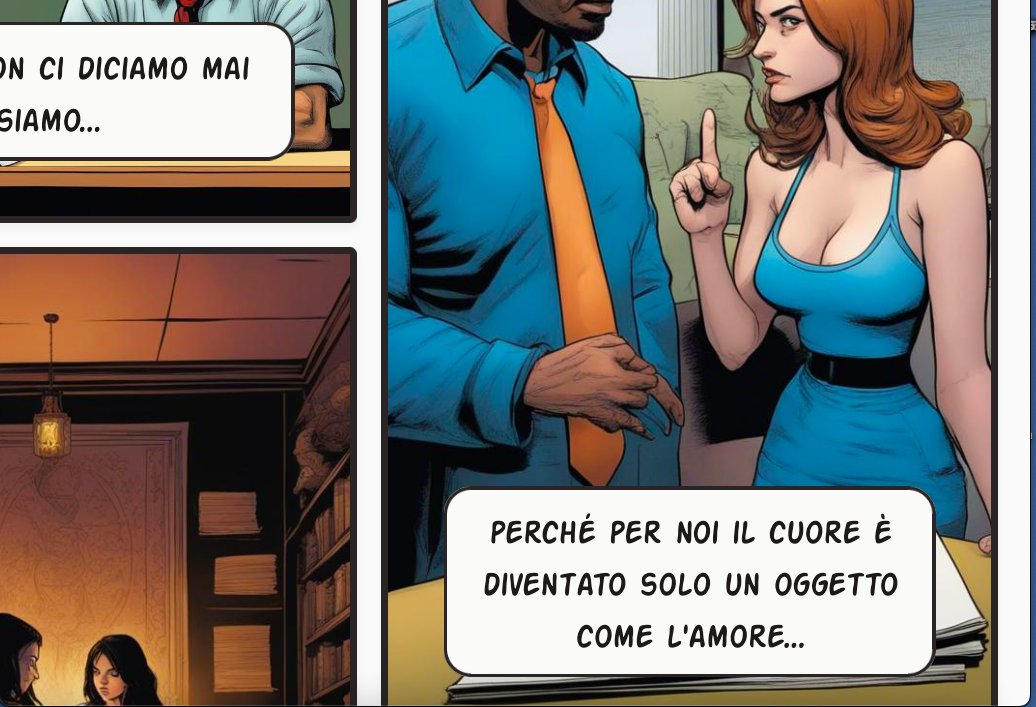 ON CI DICIAMO MAI
SIAMO...
PERCHÉ PER NOI IL CUORE È
DIVENTATO SOLO UN OGGETTO
COME L'AMORE...